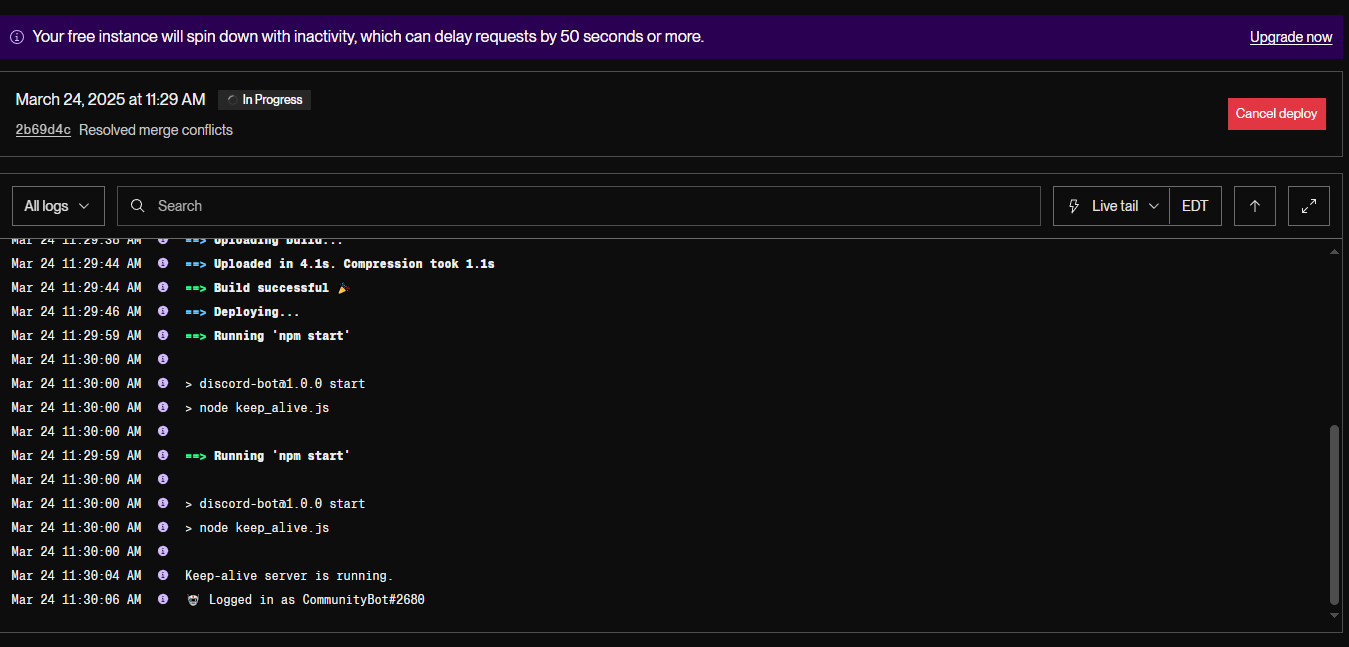 Your free instance will spin down with inactivity, which can delay requests by 50 seconds or more. Upgrade now
March 24, 2025 at 11:29 AM In Progress
Cancel deploy
2b69d4c Resolved merge conflicts
All logs Search Live tail EDT
Mar 24 11:29:38 AM ==> Uploading build...
Mar 24 11:29:44 AM ==> Uploaded in 4.1s. Compression took 1.1s
Mar 24 11:29:44 AM ==> Build successful 🎉
Mar 24 11:29:46 AM ==> Deploying...
Mar 24 11:29:59 AM ==> Running 'npm start'
Mar 24 11:30:00 AM
Mar 24 11:30:00 AM > discord-bot@1.0.0 start
Mar 24 11:30:00 AM > node keep_alive.js
Mar 24 11:30:00 AM
Mar 24 11:29:59 AM ==> Running 'npm start'
Mar 24 11:30:00 AM
Mar 24 11:30:00 AM > discord-bot@1.0.0 start
Mar 24 11:30:00 AM > node keep_alive.js
Mar 24 11:30:00 AM
Mar 24 11:30:04 AM Keep-alive server is running.
Mar 24 11:30:06 AM Logged in as CommunityBot#2680